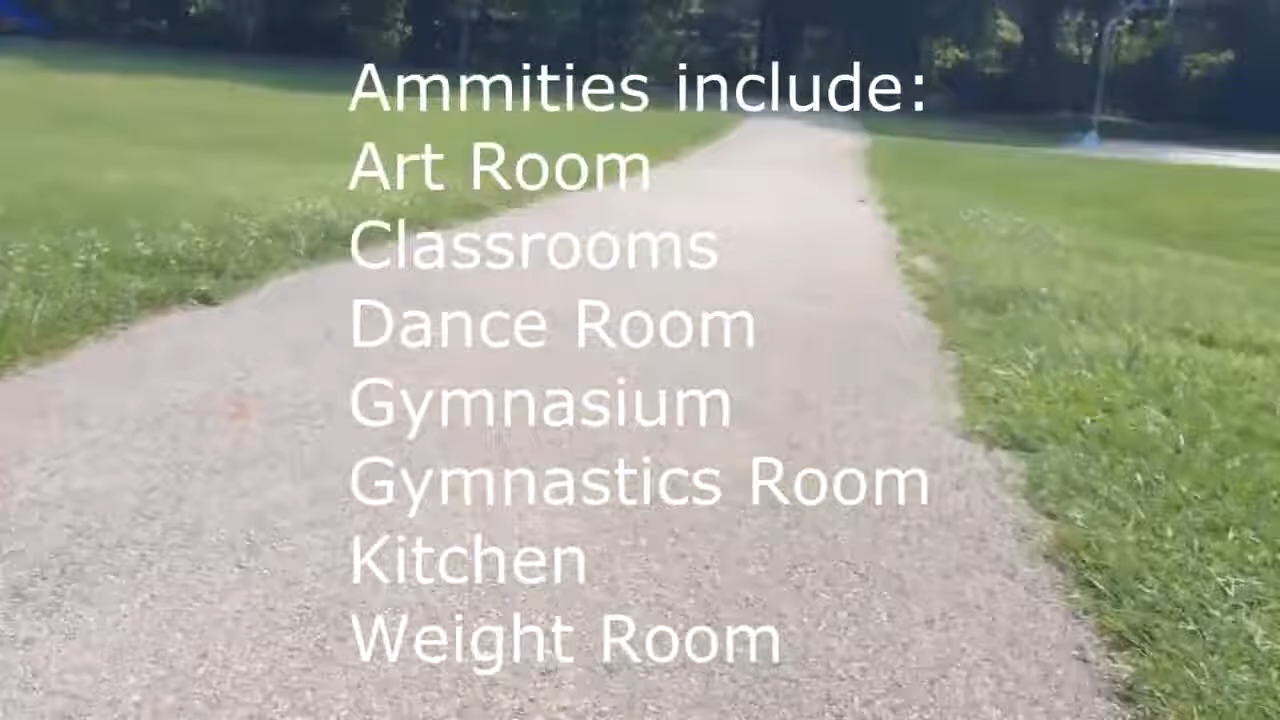 Ammities include:
Art Room
Classrooms
Dance Room
Gymnasium
Gymnastics Room
Kitchen
Weight Room